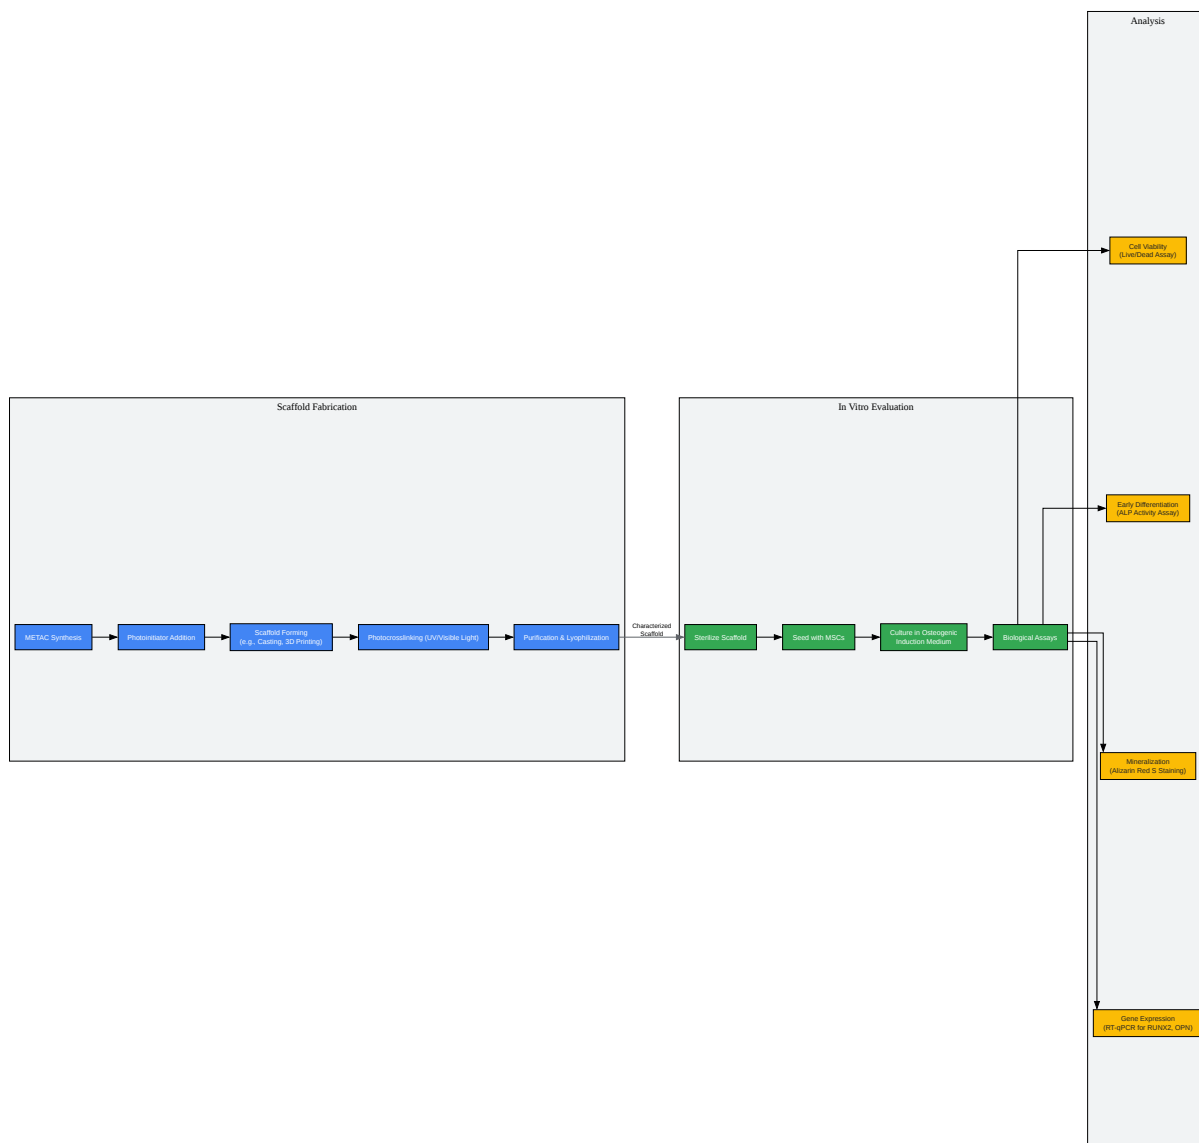 Analysis
Cell Viability
(Live/Dead Assay)
Scaffold Fabrication
In Vitro Evaluation
Early Differentiation
(ALP Activity Assay)
METAC Synthesis
Photoinitiator Addition
Scaffold Forming
(e.g., Casting, 3D Printing)
Photocrosslinking (UV/Visible Light)
Purification & Lyophilization
Characterized
Scaffold
Sterilize Scaffold
Seed with MSCs
Culture in Osteogenic
Induction Medium
Biological Assays
Mineralization
(Alizarin Red S Staining)
Gene Expression
(RT-qPCR for RUNX2, OPN)